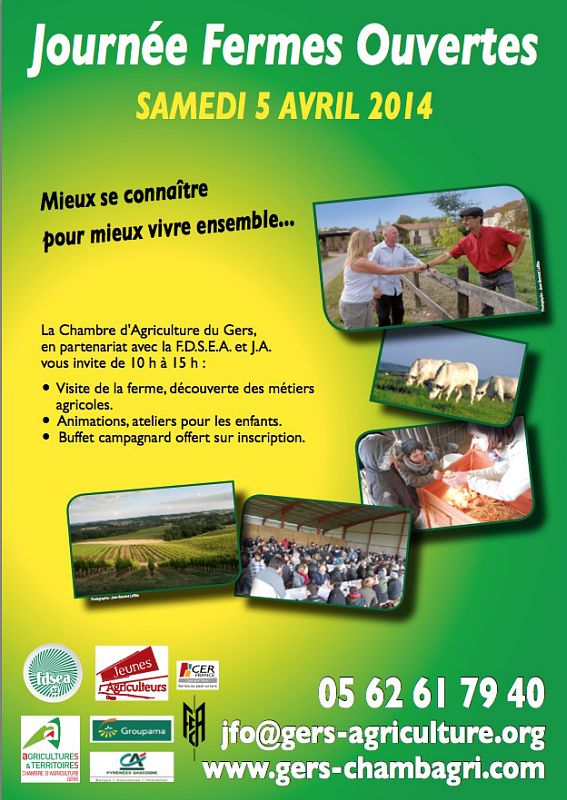 Journée Fermes Ouvertes
SAMEDI 5 AVRIL 2014
Mieux se connaître
pour mieux vivre ensemble...
La Chambre d'Agriculture du Gers,
en partenariat avec la F.D.S.E.A. et J.A.
vous invite de 10 h à 15 h :
• Visite de la ferme, découverte des métiers
agricoles.
• Animations, ateliers pour les enfants.
• Buffet campagnard offert sur inscription.
fdsea
32
Jeunes
Agriculteurs
CER
FRANCE
AGRICULTURES
& TERRITOIRES
CHAMBRE D'AGRICULTURE
GERS
Groupama
CA
PYRÉNÉES GASCOGNE
05 62 61 79 40
jfo@gers-agriculture.org
www.gers-chambagri.com